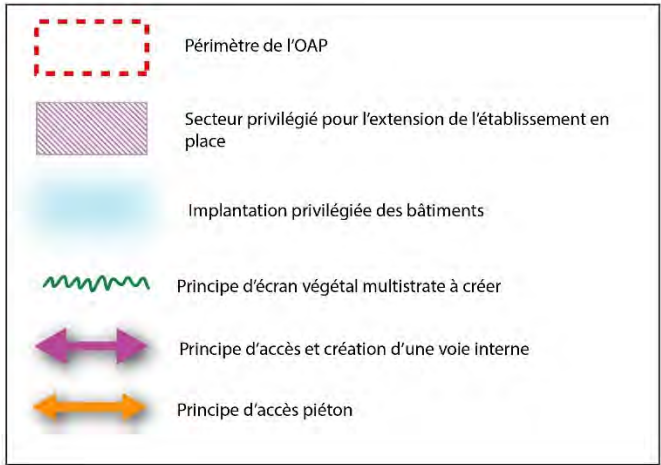 Périmètre de l'OAP
Secteur privilégié pour l'extension de l'établissement en
place
Implantation privilégiée des bâtiments
Principe d'écran végétal multistrate à créer
Principe d'accès et création d'une voie interne
Principe d'accès piéton